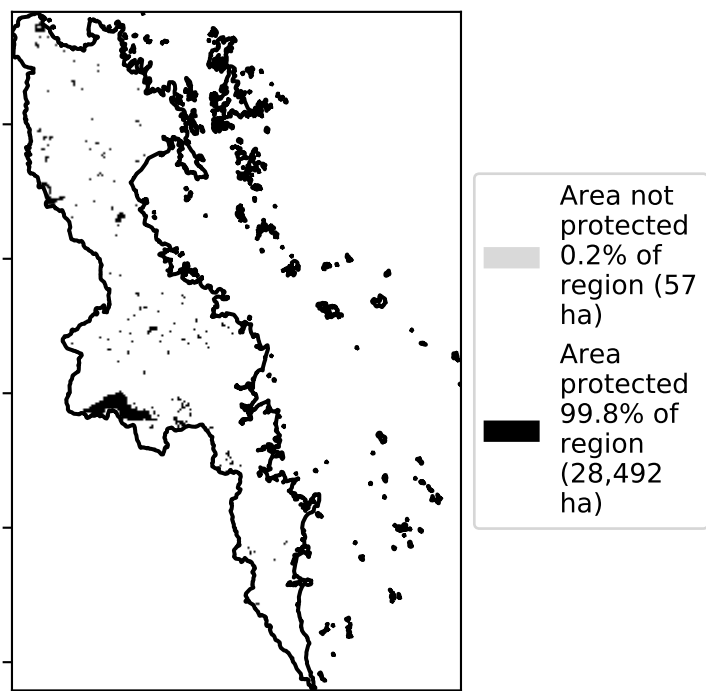 Area not
protected
0.2% of
region (57
ha)
Area
protected
99.8% of
region
(28,492
ha)